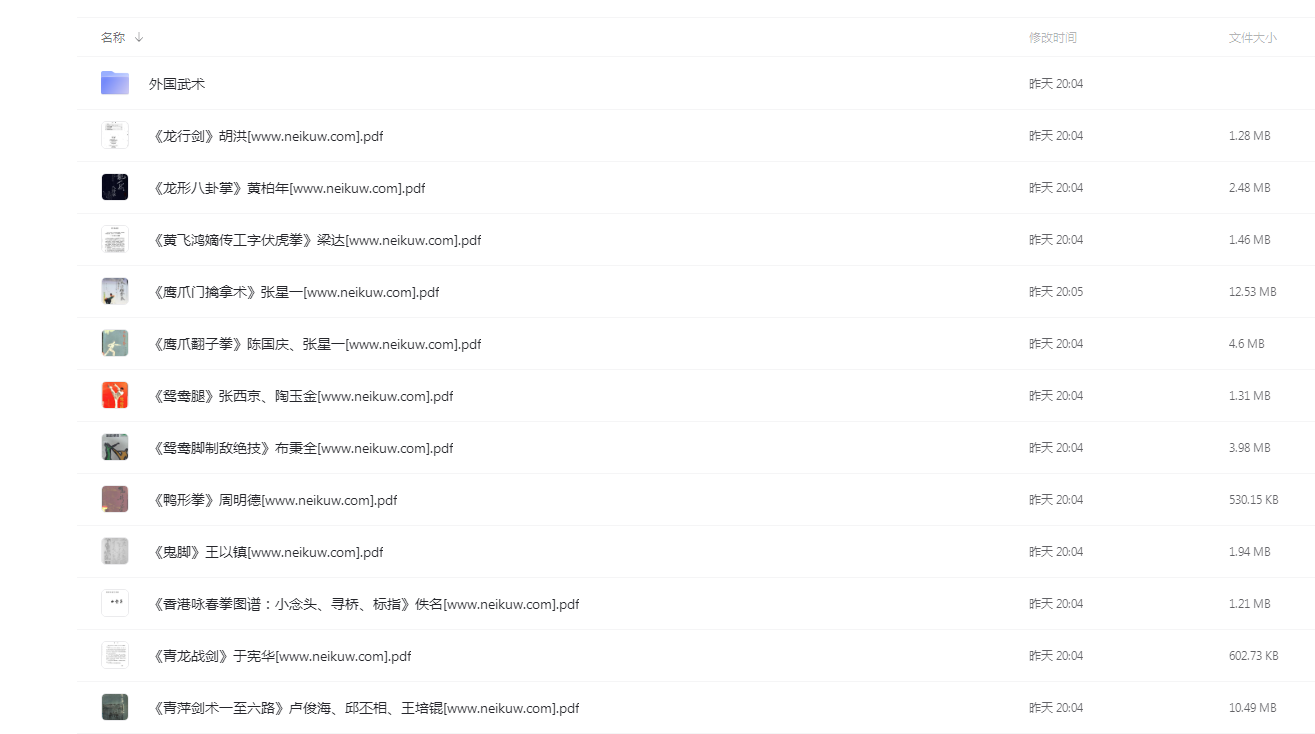 名称 ↓ 修改时间 文件大小
外国武术 昨天 20:04
《龙行剑》胡洪[www.neikuw.com].pdf 昨天 20:04 1.28 MB
《龙形八卦掌》黄柏年[www.neikuw.com].pdf 昨天 20:04 2.48 MB
《黄飞鸿嫡传工字伏虎拳》梁达[www.neikuw.com].pdf 昨天 20:04 1.46 MB
《鹰爪门擒拿术》张星一[www.neikuw.com].pdf 昨天 20:05 12.53 MB
《鹰爪翻子拳》陈国庆、张星一[www.neikuw.com].pdf 昨天 20:04 4.6 MB
《鸳鸯腿》张西京、陶玉金[www.neikuw.com].pdf 昨天 20:04 1.31 MB
《鸳鸯脚制敌绝技》布秉全[www.neikuw.com].pdf 昨天 20:04 3.98 MB
《鸭形拳》周明德[www.neikuw.com].pdf 昨天 20:04 530.15 KB
《鬼脚》王以镇[www.neikuw.com].pdf 昨天 20:04 1.94 MB
《香港咏春拳图谱：小念头、寻桥、标指》佚名[www.neikuw.com].pdf 昨天 20:04 1.21 MB
《青龙战剑》于宪华[www.neikuw.com].pdf 昨天 20:04 602.73 KB
《青萍剑术一至六路》卢俊海、邱丕相、王培锟[www.neikuw.com].pdf 昨天 20:04 10.49 MB